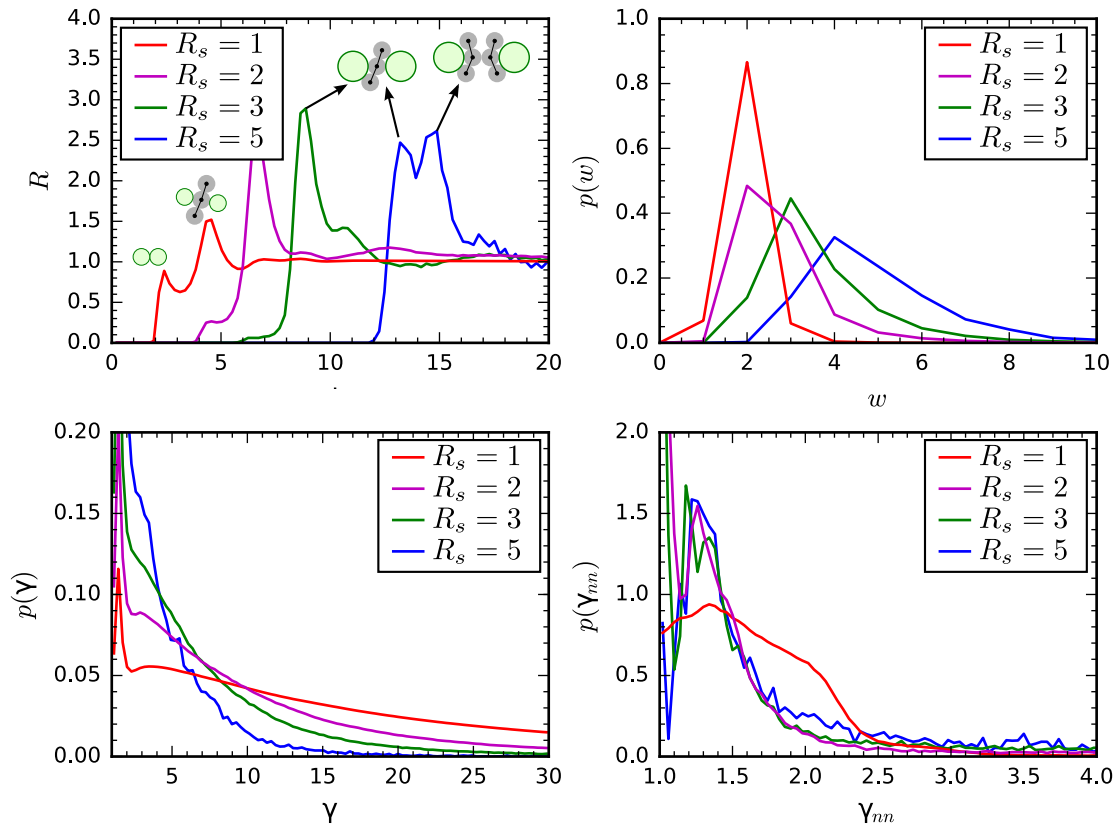 4.0
3.5
3.0
2.5
2.0
1.5
1.0
0.5
0.0
R
0 5 10 15 20
R_s = 1
R_s = 2
R_s = 3
R_s = 5
1.0
0.8
0.6
0.4
0.2
0.0
p(w)
0 2 4 6 8 10
w
R_s = 1
R_s = 2
R_s = 3
R_s = 5
0.20
0.15
0.10
0.05
0.00
p(γ)
5 10 15 20 25 30
γ
R_s = 1
R_s = 2
R_s = 3
R_s = 5
2.0
1.5
1.0
0.5
0.0
p(γ_nn)
1.0 1.5 2.0 2.5 3.0 3.5 4.0
γ_nn
R_s = 1
R_s = 2
R_s = 3
R_s = 5